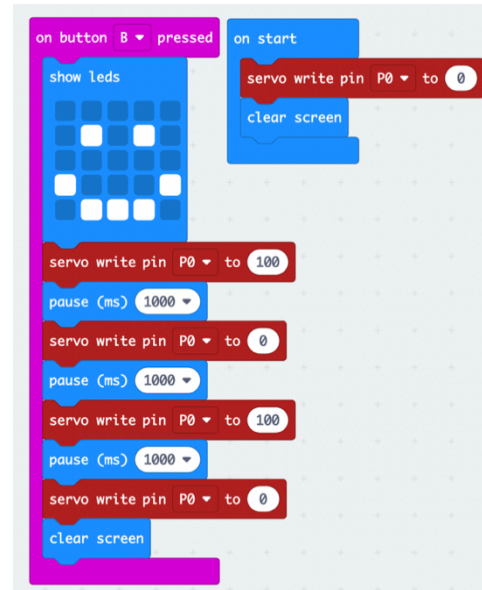 on button B pressed
show leds
servo write pin P0 to 100
pause (ms) 1000
servo write pin P0 to 0
pause (ms) 1000
servo write pin P0 to 100
pause (ms) 1000
servo write pin P0 to 0
clear screen
on start
servo write pin P0 to 0
clear screen